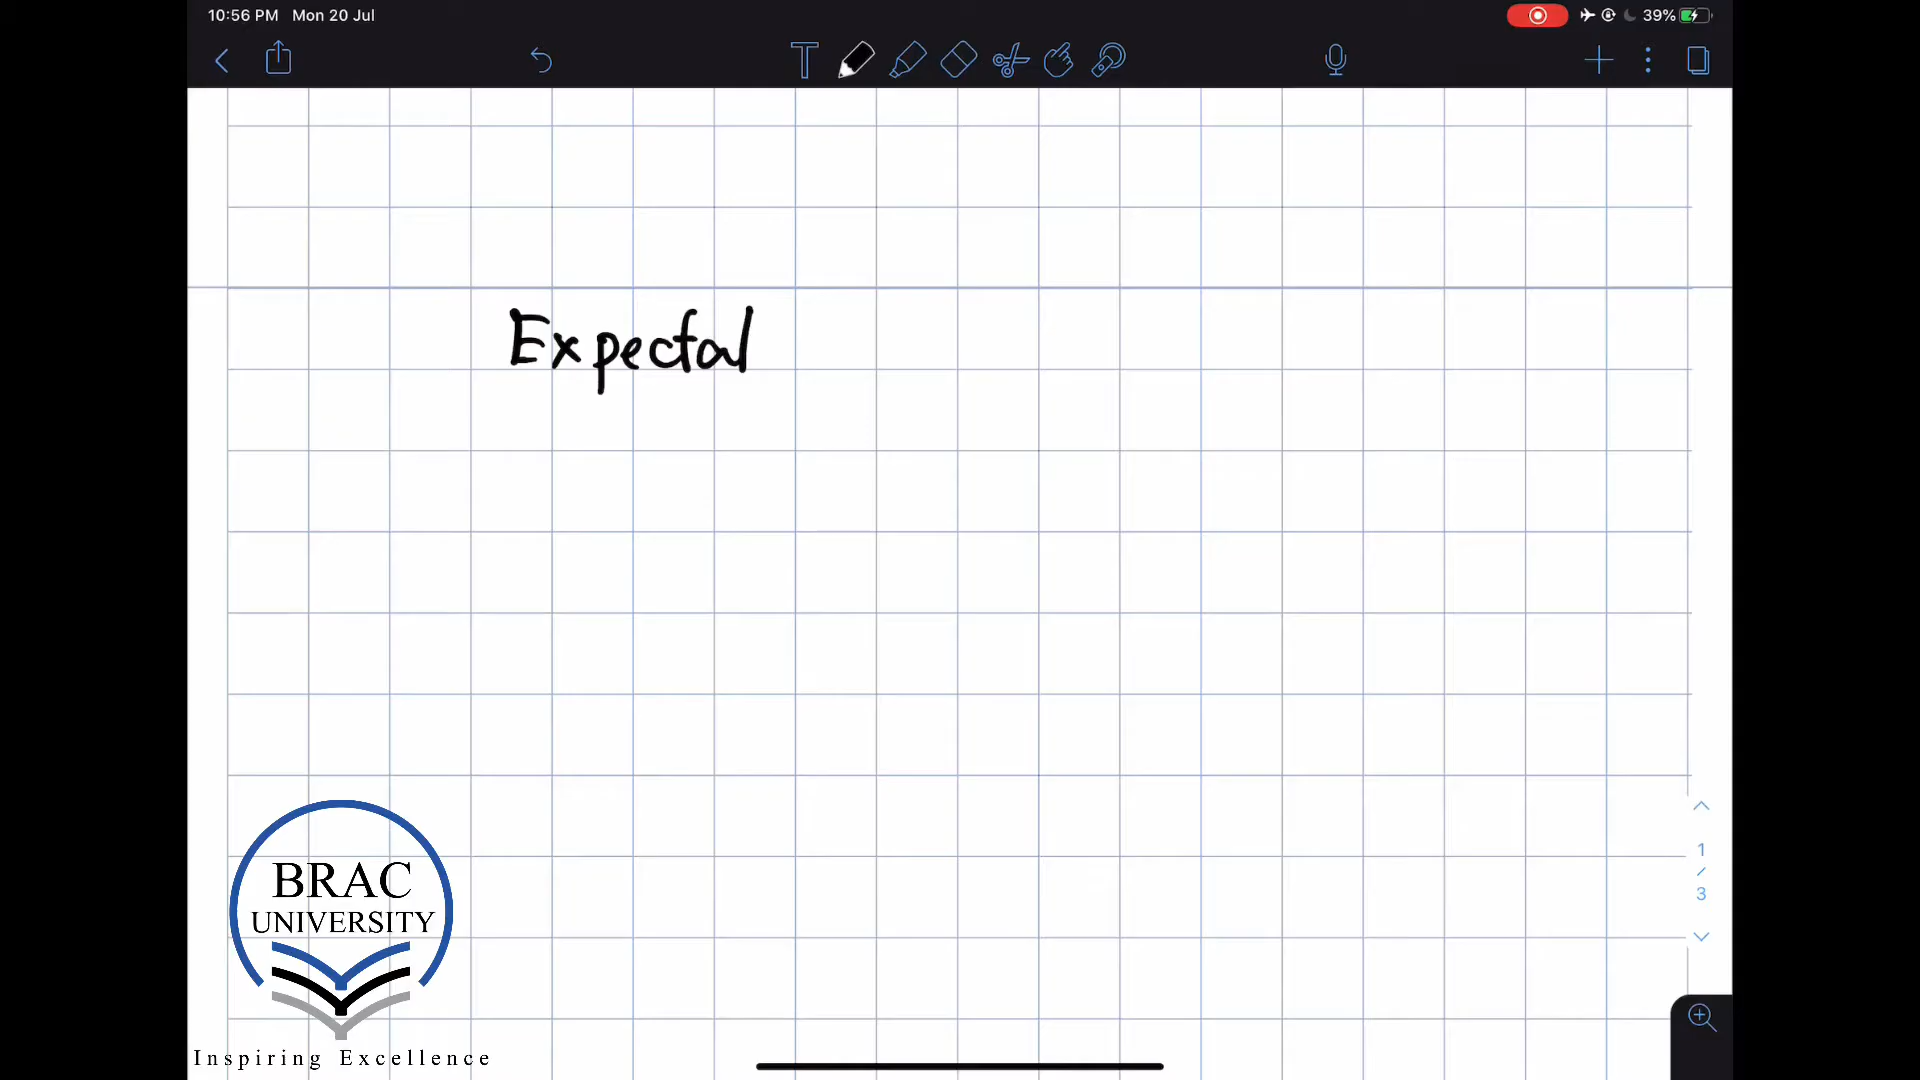 10:56 PM Mon 20 Jul 39%
T
Expectal
1
/
3
BRAC
UNIVERSITY
Inspiring Excellence